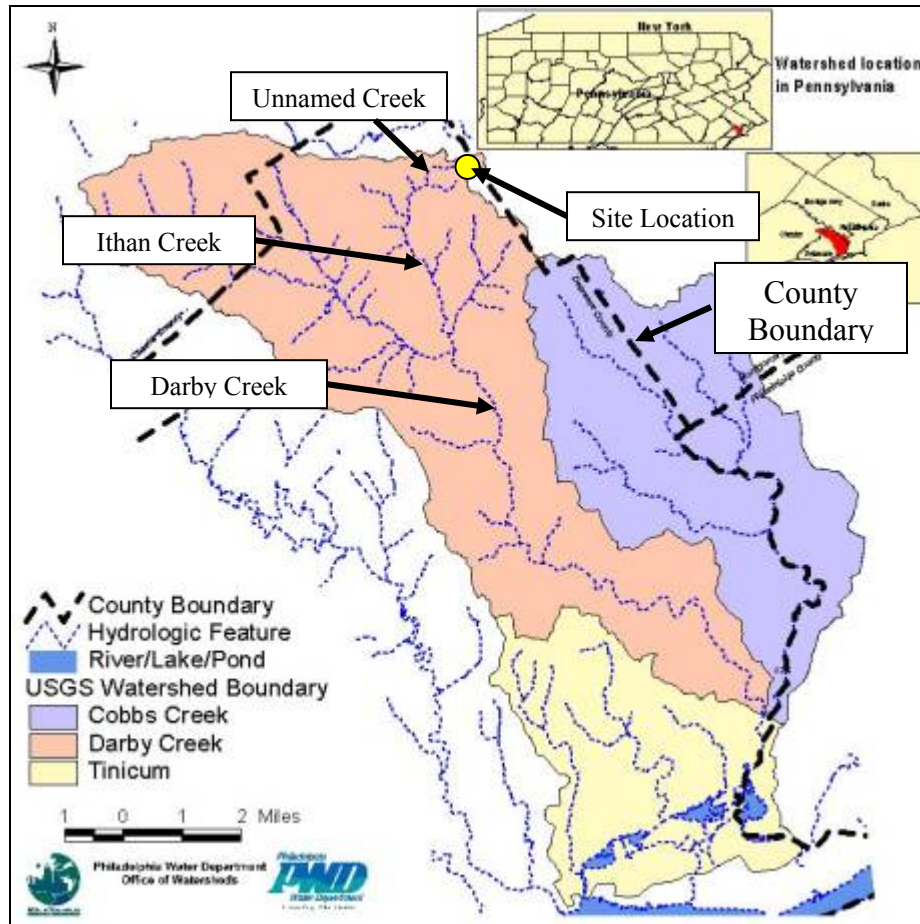 N
New York
Pennsylvania
Watershed location
in Pennsylvania
Unnamed Creek
Site Location
Ithan Creek
County
Boundary
Darby Creek
County Boundary
Hydrologic Feature
River/Lake/Pond
USGS Watershed Boundary
Cobbs Creek
Darby Creek
Tinicum
1 0 1 2 Miles
Philadelphia Water Department
Office of Watersheds
PWD